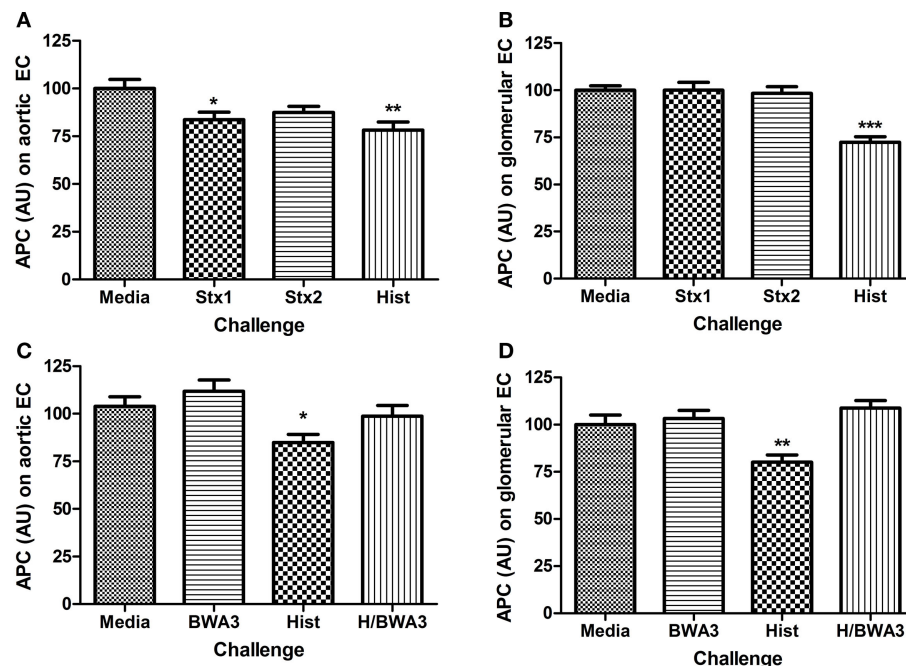 A
APC (AU) on aortic EC
125
100
75
50
25
0
*
**
Media Stx1 Stx2 Hist
Challenge
B
APC (AU) on glomerular EC
125
100
75
50
25
0
***
Media Stx1 Stx2 Hist
Challenge
C
APC (AU) on aortic EC
125
100
75
50
25
0
*
Media BWA3 Hist H/BWA3
Challenge
D
APC (AU) on glomerular EC
125
100
75
50
25
0
**
Media BWA3 Hist H/BWA3
Challenge